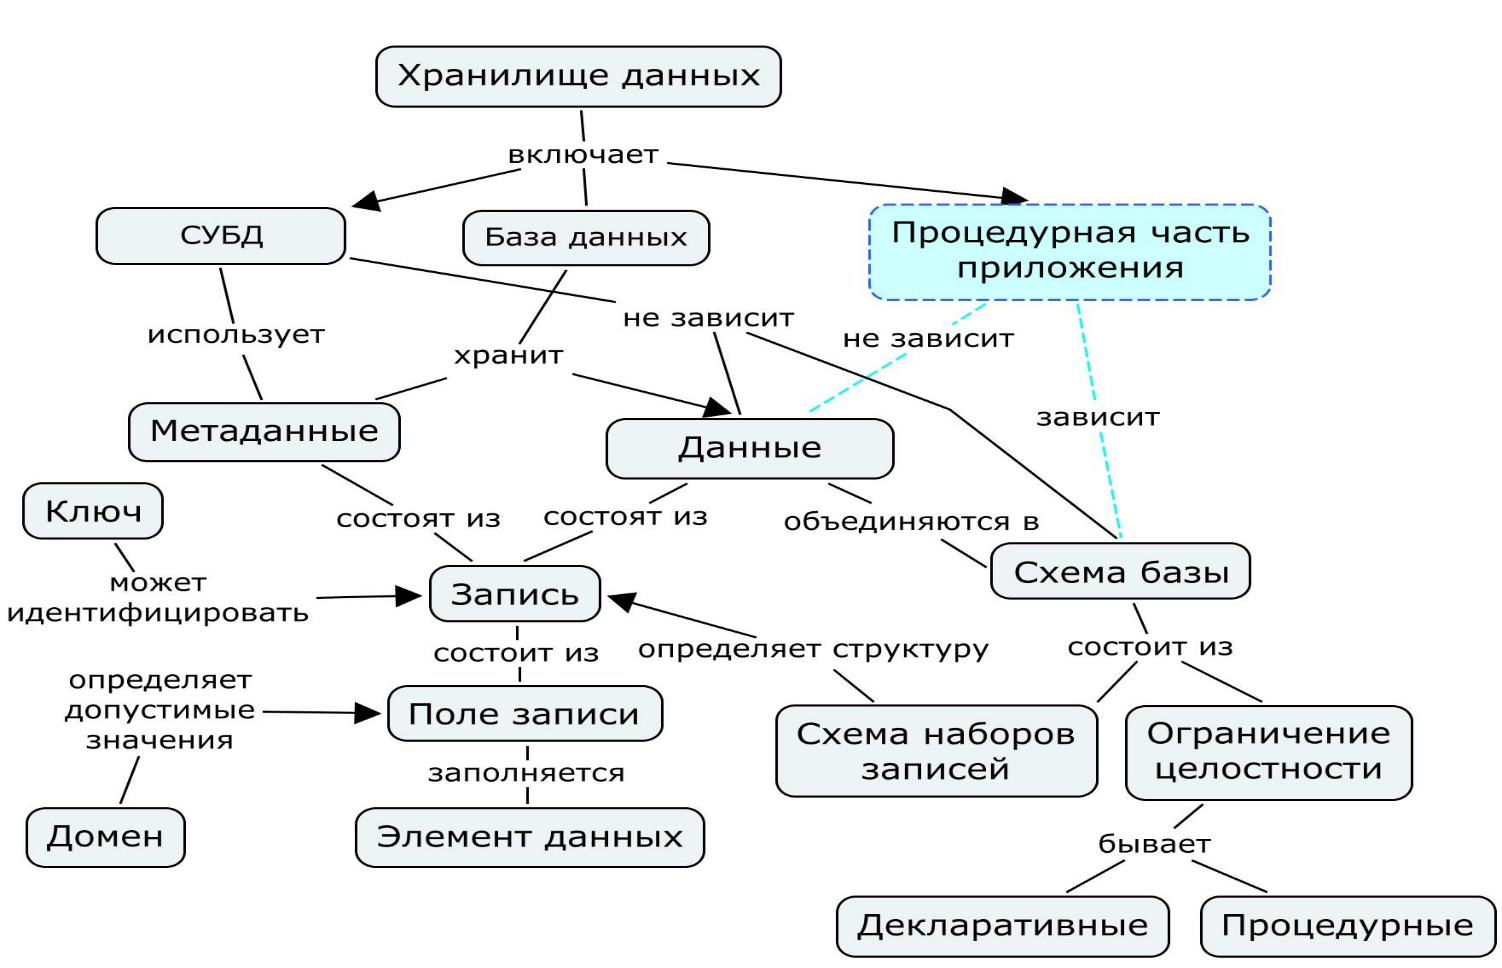 Хранилище данных
включает
СУБД
База данных
Процедурная часть
приложения
использует
хранит
не зависит
не зависит
зависит
Метаданные
Данные
Ключ
состоят из
состоят из
объединяются в
может
идентифицировать
Запись
Схема базы
состоит из
определяет структуру
состоит из
определяет
допустимые
значения
Поле записи
Схема наборов
записей
Ограничение
целостности
заполняется
Домен
Элемент данных
бывает
Декларативные
Процедурные